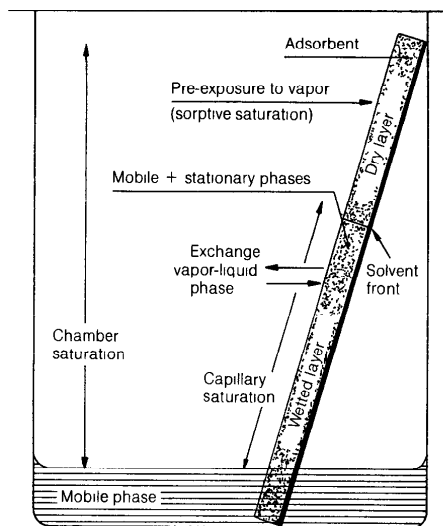 Adsorbent
Pre-exposure to vapor
(sorptive saturation)
Dry layer
Mobile + stationary phases
Exchange
vapor-liquid
phase
Solvent
front
Chamber
saturation
Capillary
saturation
Wetted layer
Mobile phase